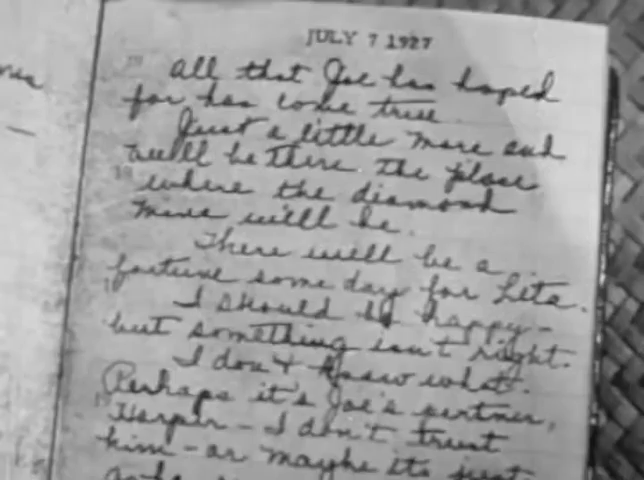 JULY 7 1927
All that Joe has hoped
for has come true.
Just a little more and
we'll be there the place
where the diamond
mine will be.
There will be a
fortune some day for Leta.
I should be happy-
but something isn't right.
I don't know what.
Perhaps it's Joe's partner,
Harper - I don't trust
him - or maybe its just